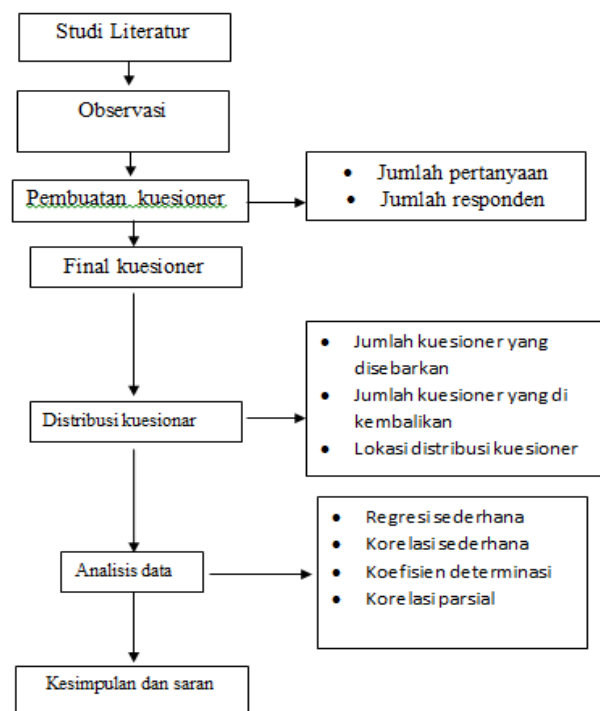 Studi Literatur
Observasi
Pembuatan kuesioner
• Jumlah pertanyaan
• Jumlah responden
Final kuesioner
• Jumlah kuesioner yang
disebarkan
• Jumlah kuesioner yang di
kembalikan
• Lokasi distribusi kuesioner
Distribusi kuesionar
• Regresi sederhana
• Korelasi sederhana
• Koefisien determinasi
• Korelasi parsial
Analisis data
Kesimpulan dan saran